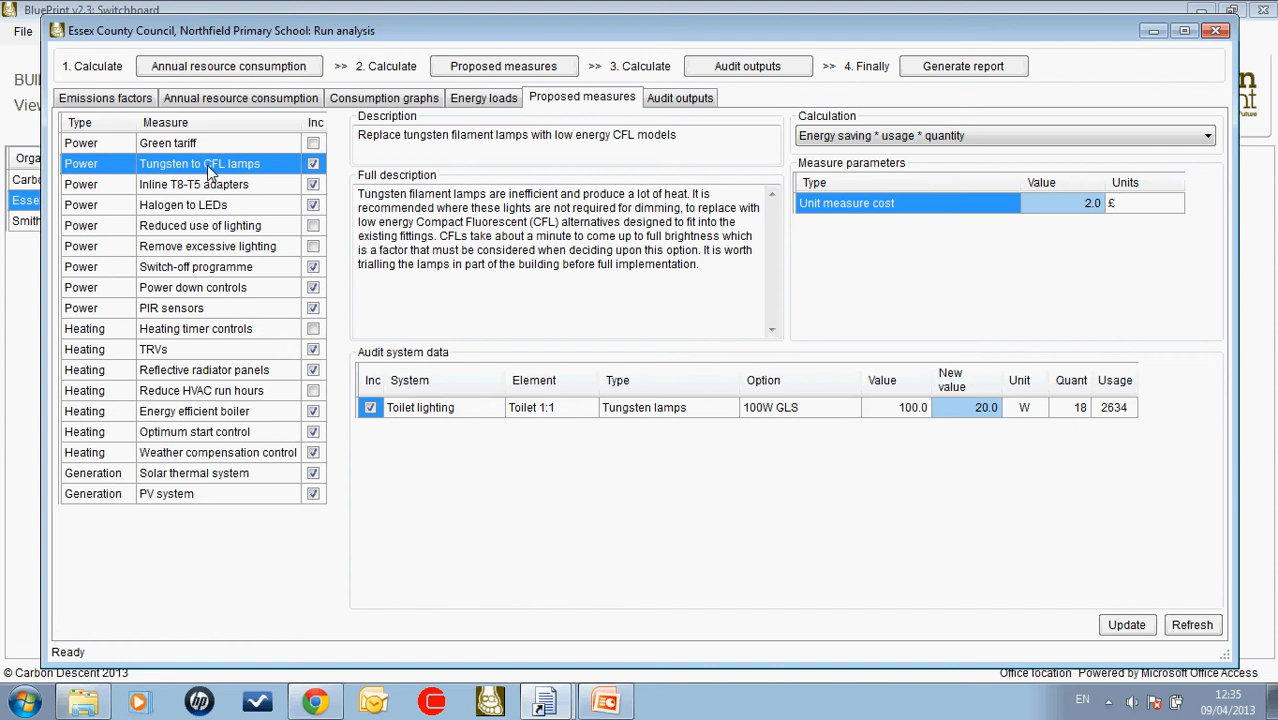 BluePrint v2.3: Switchboard
File
Essex County Council, Northfield Primary School: Run analysis
1. Calculate Annual resource consumption >> 2. Calculate Proposed measures >> 3. Calculate Audit outputs >> 4. Finally Generate report
Emissions factors Annual resource consumption Consumption graphs Energy loads Proposed measures Audit outputs
Type Measure Inc
Power Green tariff
Power Tungsten to CFL lamps
Power Inline T8-T5 adapters
Power Halogen to LEDs
Power Reduced use of lighting
Power Remove excessive lighting
Power Switch-off programme
Power Power down controls
Power PIR sensors
Heating Heating timer controls
Heating TRVs
Heating Reflective radiator panels
Heating Reduce HVAC run hours
Heating Energy efficient boiler
Heating Optimum start control
Heating Weather compensation control
Generation Solar thermal system
Generation PV system
Description
Replace tungsten filament lamps with low energy CFL models
Full description
Tungsten filament lamps are inefficient and produce a lot of heat. It is
recommended where these lights are not required for dimming, to replace with
low energy Compact Fluorescent (CFL) alternatives designed to fit into the
existing fittings. CFLs take about a minute to come up to full brightness which
is a factor that must be considered when deciding upon this option. It is worth
trialling the lamps in part of the building before full implementation.
Calculation
Energy saving * usage * quantity
Measure parameters
Type Value Units
Unit measure cost 2.0 £
Audit system data
Inc System Element Type Option Value New value Unit Quant Usage
Toilet lighting Toilet 1:1 Tungsten lamps 100W GLS 100.0 20.0 W 18 2634
Update Refresh
Ready
© Carbon Descent 2013
Office location Powered by Microsoft Office Access
EN
12:35
09/04/2013